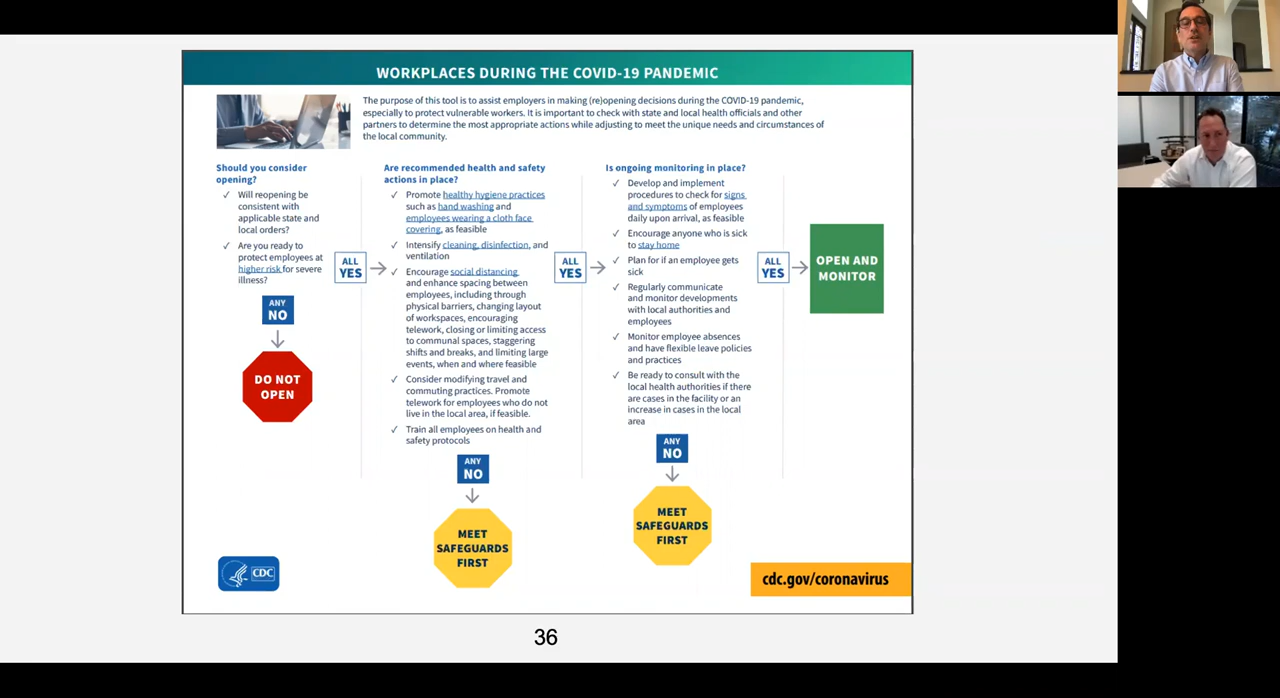 WORKPLACES DURING THE COVID-19 PANDEMIC
The purpose of this tool is to assist employers in making (re)opening decisions during the COVID-19 pandemic,
especially to protect vulnerable workers. It is important to check with state and local health officials and other
partners to determine the most appropriate actions while adjusting to meet the unique needs and circumstances of
the local community.
Should you consider
opening?
✓ Will reopening be
consistent with
applicable state and
local orders?
✓ Are you ready to
protect employees at
higher risk for severe
illness?
ANY
NO
DO NOT
OPEN
ALL
YES
Are recommended health and safety
actions in place?
✓ Promote healthy hygiene practices
such as hand washing and
employees wearing a cloth face
covering, as feasible
✓ Intensify cleaning, disinfection, and
ventilation
✓ Encourage social distancing
and enhance spacing between
employees, including through
physical barriers, changing layout
of workspaces, encouraging
telework, closing or limiting access
to communal spaces, staggering
shifts and breaks, and limiting large
events, when and where feasible
✓ Consider modifying travel and
commuting practices. Promote
telework for employees who do not
live in the local area, if feasible.
✓ Train all employees on health and
safety protocols
ANY
NO
MEET
SAFEGUARDS
FIRST
ALL
YES
Is ongoing monitoring in place?
✓ Develop and implement
procedures to check for signs
and symptoms of employees
daily upon arrival, as feasible
✓ Encourage anyone who is sick
to stay home
✓ Plan for if an employee gets
sick
✓ Regularly communicate
and monitor developments
with local authorities and
employees
✓ Monitor employee absences
and have flexible leave policies
and practices
✓ Be ready to consult with the
local health authorities if there
are cases in the facility or an
increase in cases in the local
area
ANY
NO
MEET
SAFEGUARDS
FIRST
ALL
YES
OPEN AND
MONITOR
CDC
cdc.gov/coronavirus
36